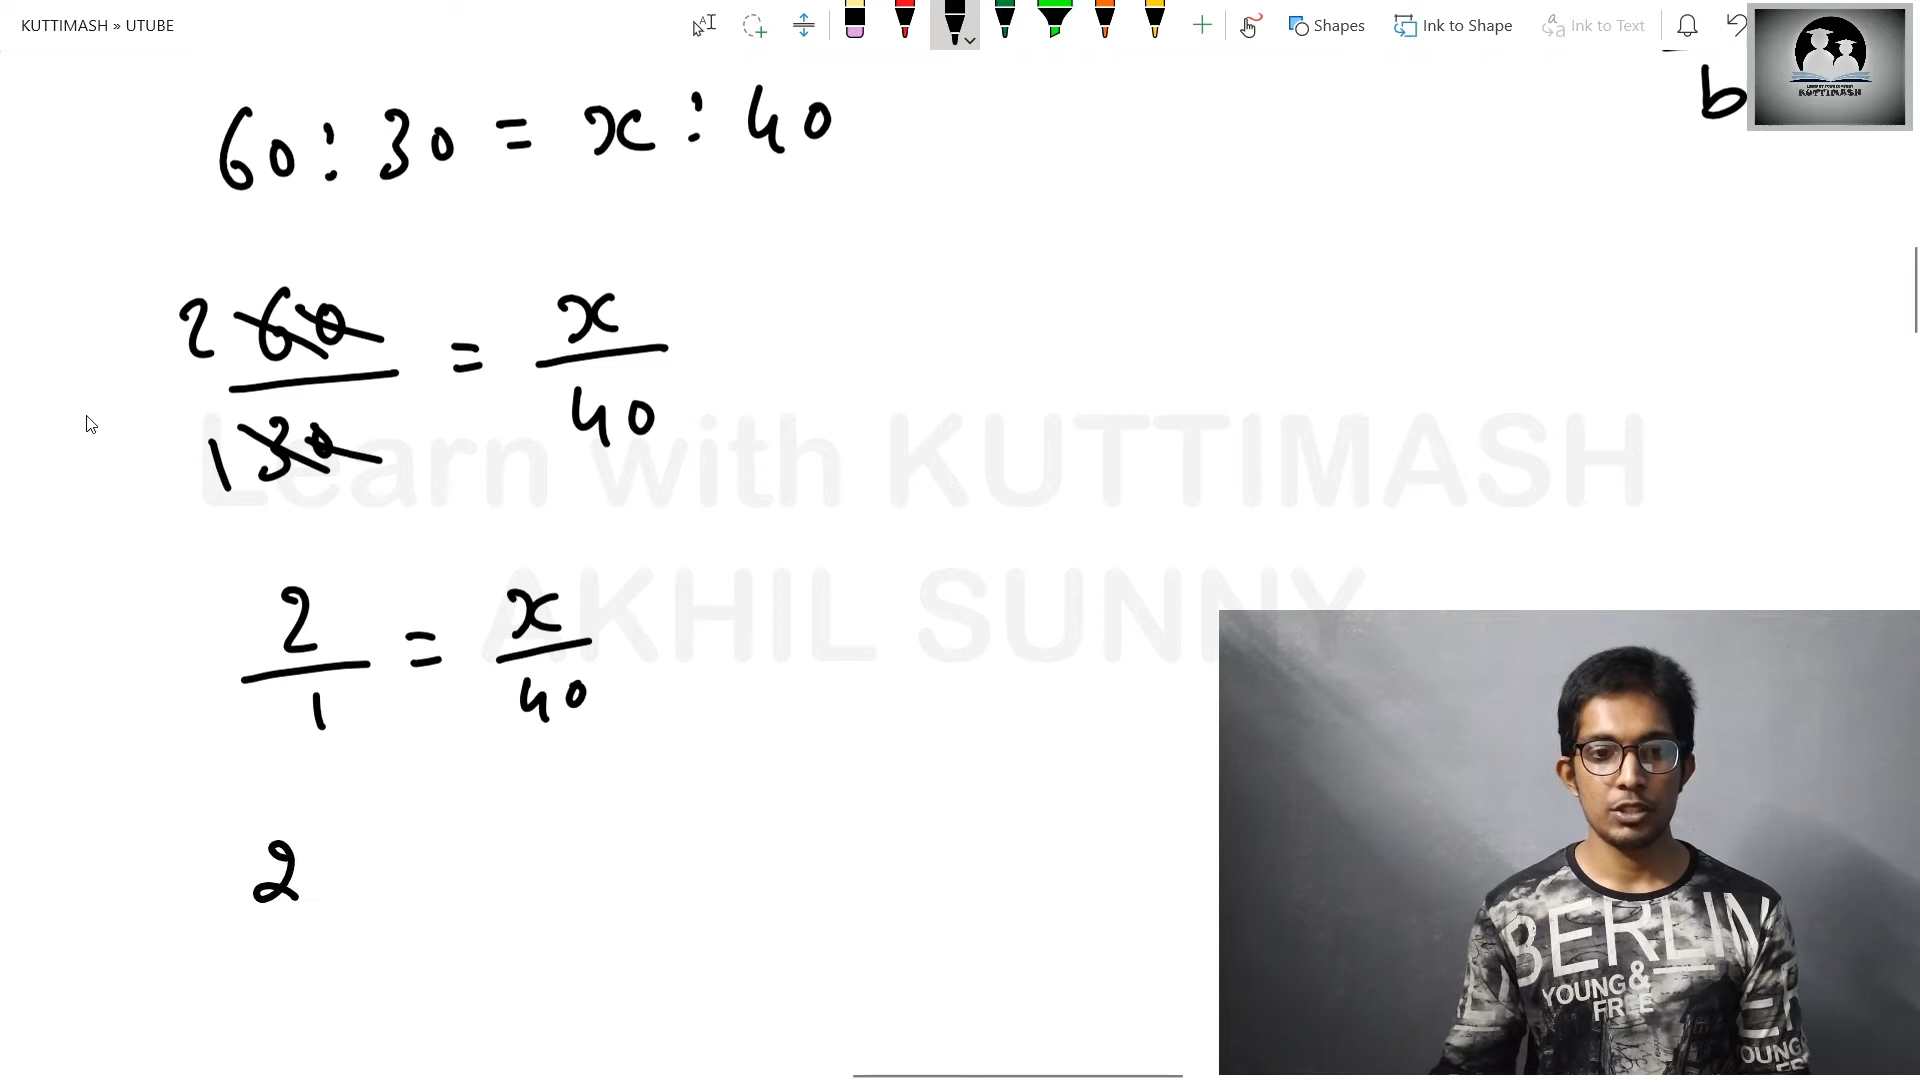 KUTTIMASH » UTUBE
Shapes
Ink to Shape
Ink to Text
b
KUTTIMASH
60 : 30 = x : 40
2 60 / 1 30 = x / 40
Learn with KUTTIMASH
AKHIL SUNNY
2 / 1 = x / 40
2
BERLIN
YOUNG &
FREE